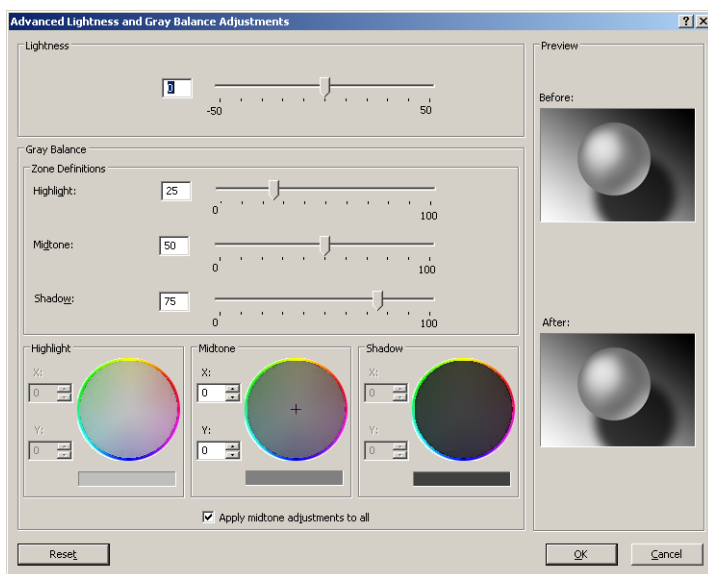 Advanced Lightness and Gray Balance Adjustments
Lightness
0
-50 50
Gray Balance
Zone Definitions
Highlight: 25
0 100
Midtone: 50
0 100
Shadow: 75
0 100
Highlight
X:
0
Y:
0
Midtone
X:
0
Y:
0
Shadow
X:
0
Y:
0
Apply midtone adjustments to all
Preview
Before:
After:
Reset OK Cancel